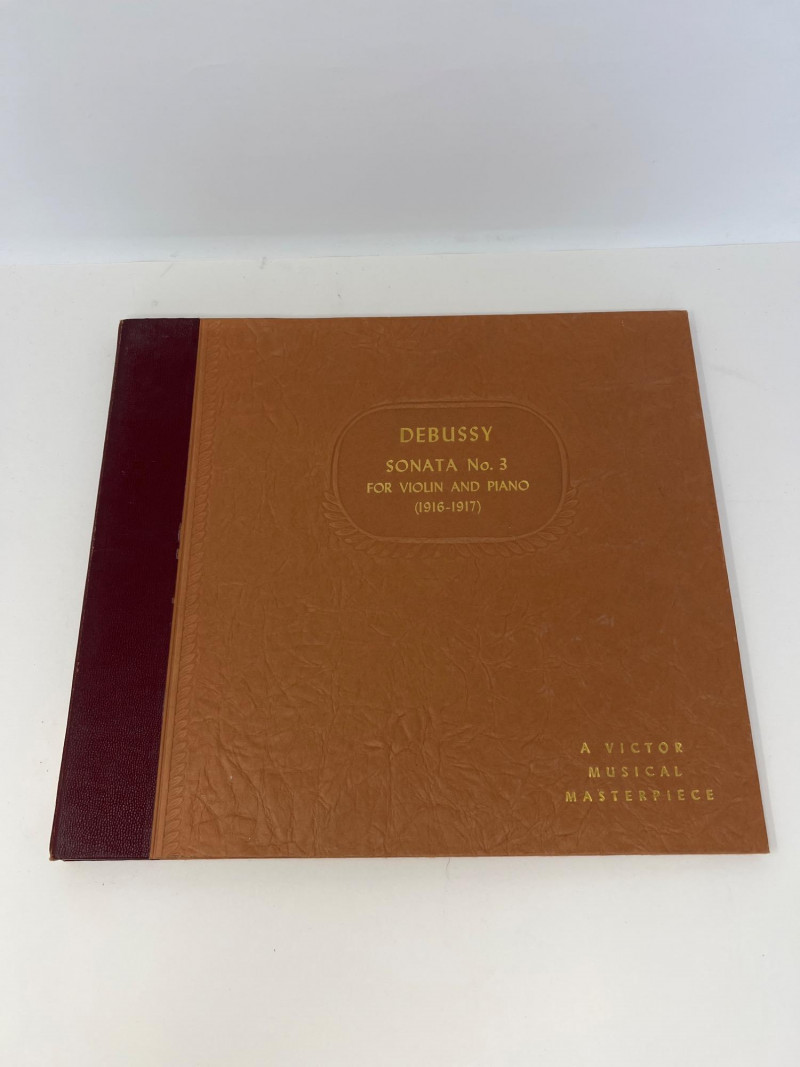 DEBUSSY
SONATA No. 3
FOR VIOLIN AND PIANO
(1916-1917)
A VICTOR
MUSICAL
MASTERPIECE